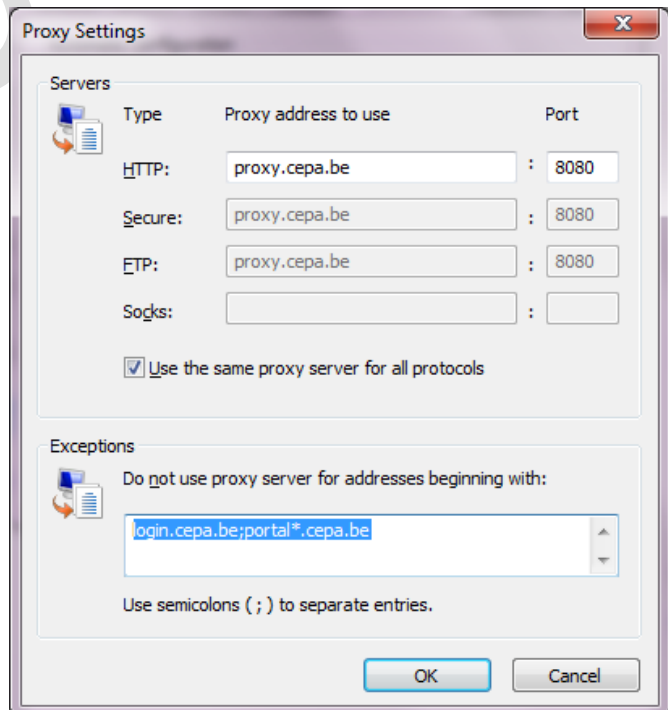 Proxy Settings
Servers
Type Proxy address to use Port
HTTP: proxy.cepa.be : 8080
Secure: proxy.cepa.be : 8080
FTP: proxy.cepa.be : 8080
Socks: :
Use the same proxy server for all protocols
Exceptions
Do not use proxy server for addresses beginning with:
login.cepa.be;portal*.cepa.be
Use semicolons ( ; ) to separate entries.
OK Cancel